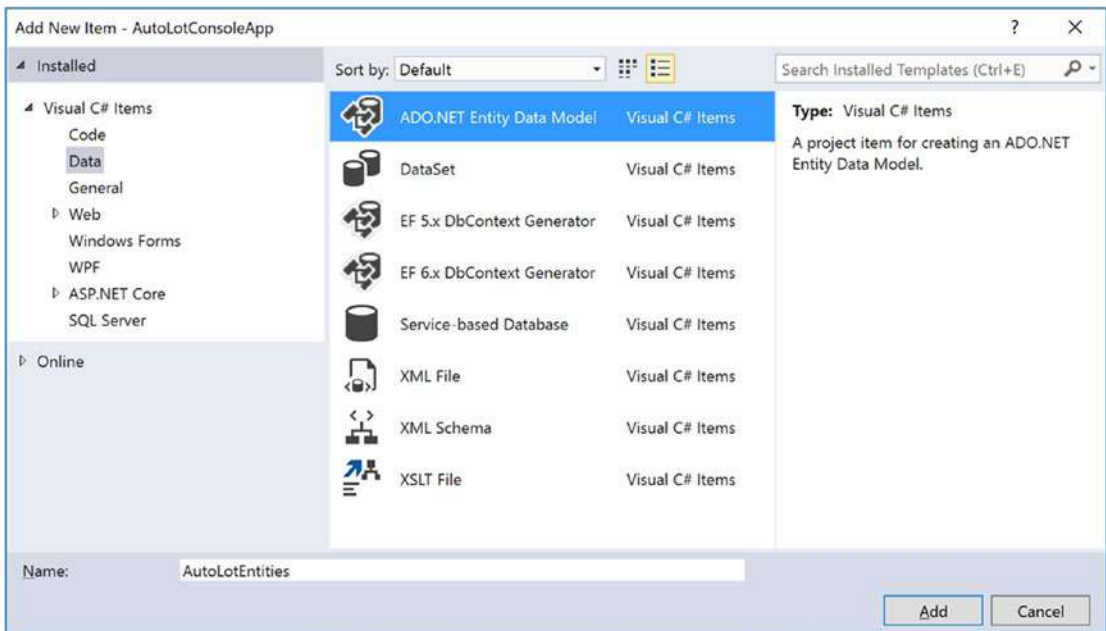 Add New Item - AutoLotConsoleApp
?
Installed
Sort by: Default
Search Installed Templates (Ctrl+E)
Visual C# Items
Code
Data
General
Web
Windows Forms
WPF
ASP.NET Core
SQL Server
Online
ADO.NET Entity Data Model Visual C# Items
DataSet Visual C# Items
EF 5.x DbContext Generator Visual C# Items
EF 6.x DbContext Generator Visual C# Items
Service-based Database Visual C# Items
XML File Visual C# Items
XML Schema Visual C# Items
XSLT File Visual C# Items
Type: Visual C# Items
A project item for creating an ADO.NET
Entity Data Model.
Name: AutoLotEntities
Add Cancel